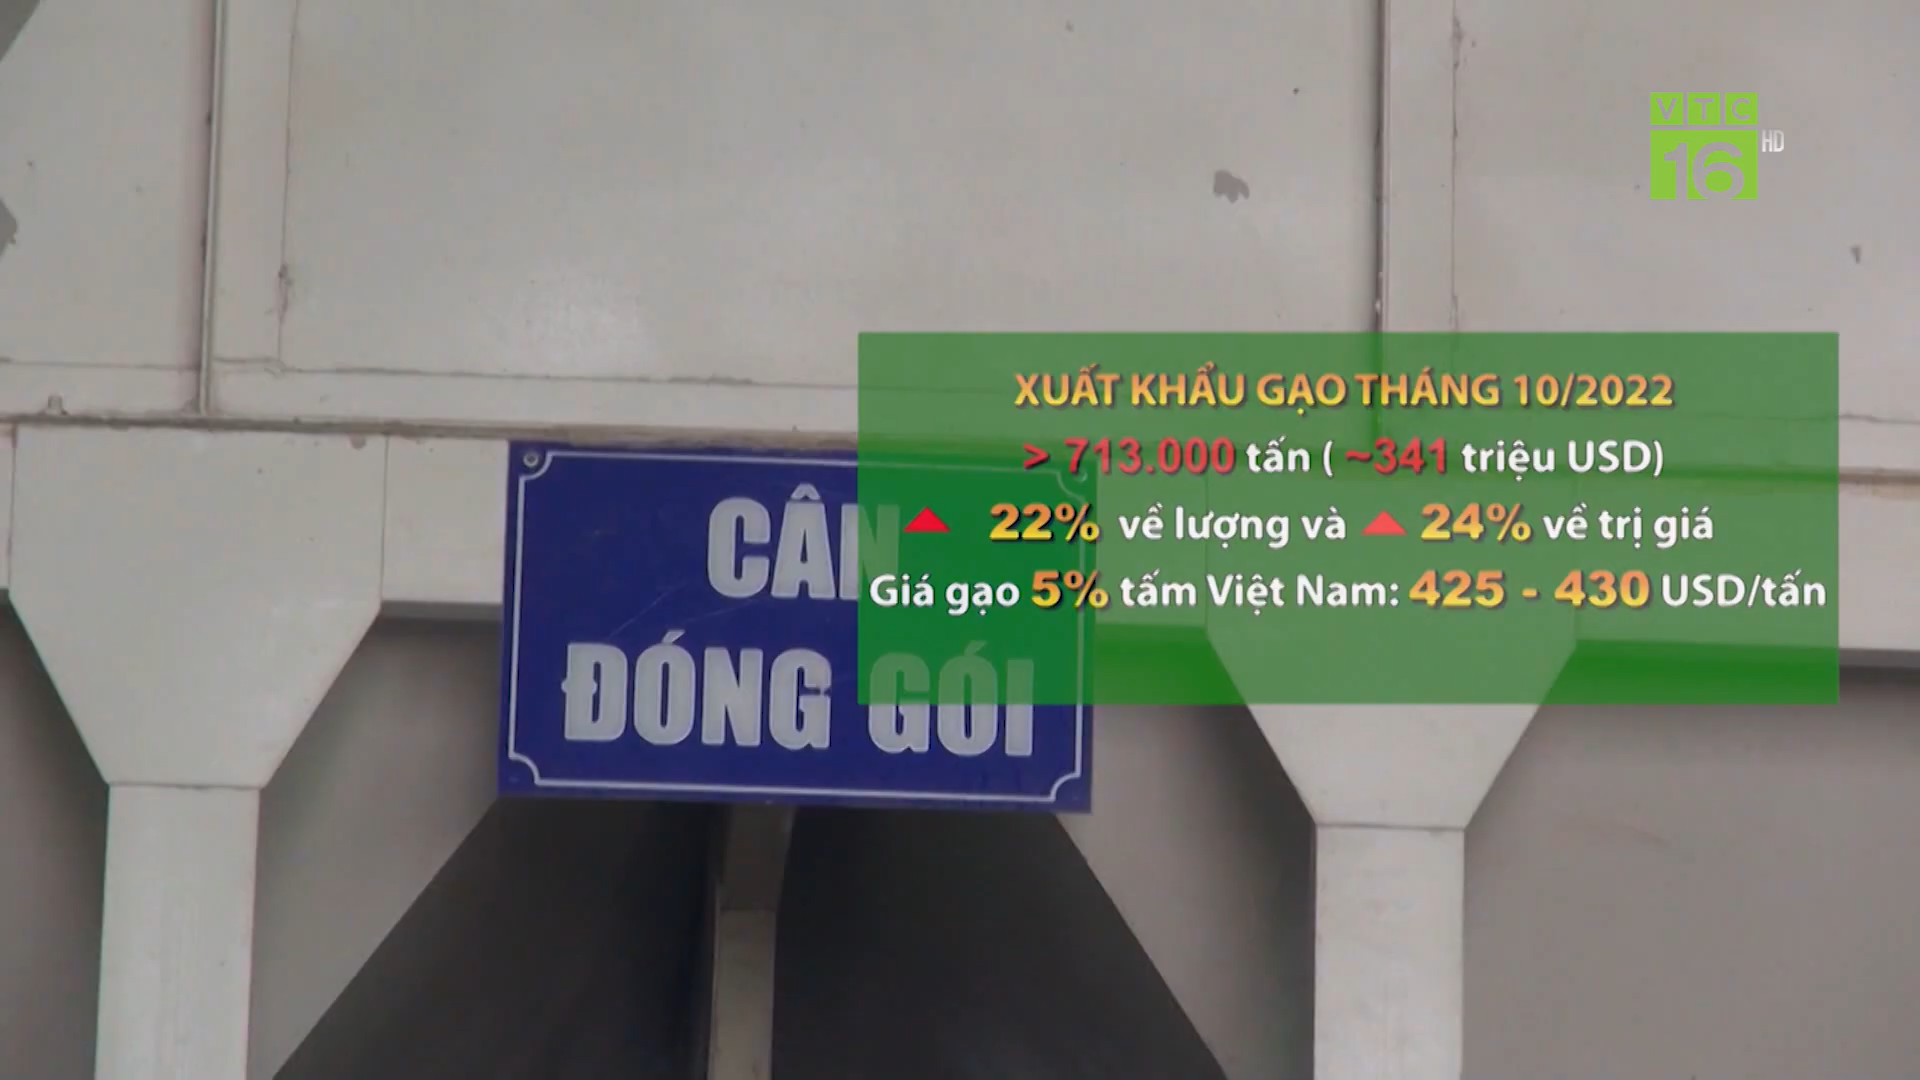 VTC
16 HD
XUẤT KHẨU GẠO THÁNG 10/2022
> 713.000 tấn ( ~341 triệu USD)
▲ 22% về lượng và ▲ 24% về trị giá
Giá gạo 5% tấm Việt Nam: 425 - 430 USD/tấn
CÂN
ĐÓNG GÓI